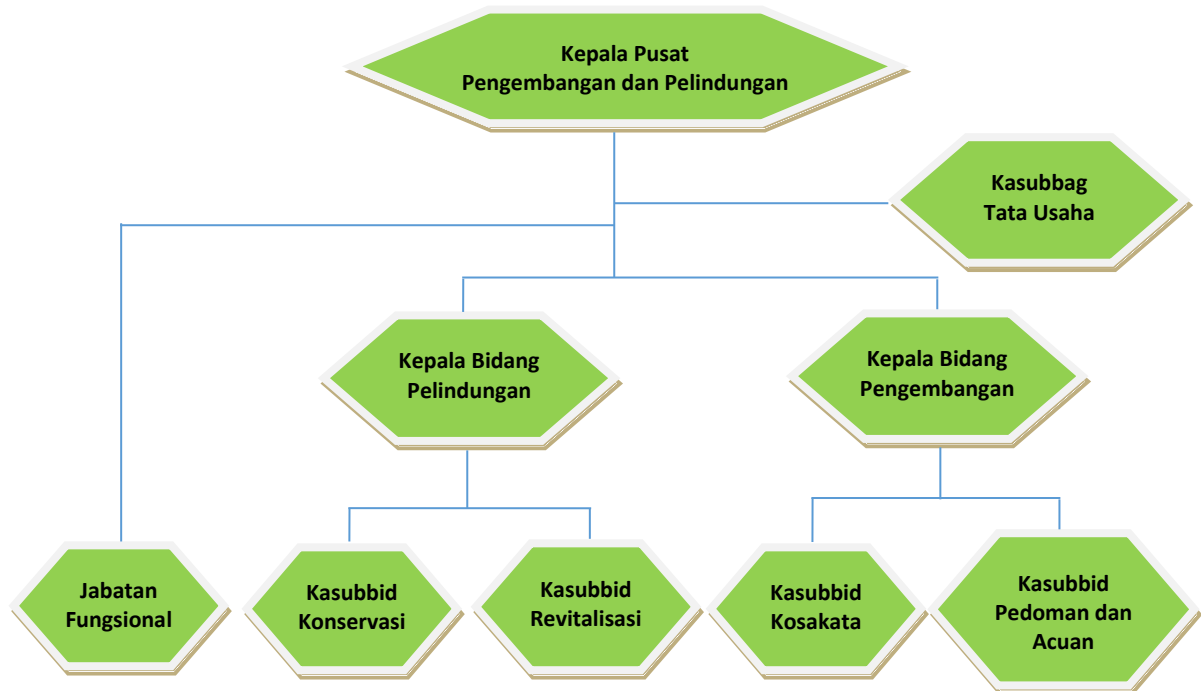 Kepala Pusat
Pengembangan dan Pelindungan
Kasubbag
Tata Usaha
Kepala Bidang
Pelindungan
Kepala Bidang
Pengembangan
Jabatan
Fungsional
Kasubbid
Konservasi
Kasubbid
Revitalisasi
Kasubbid
Kosakata
Kasubbid
Pedoman dan
Acuan